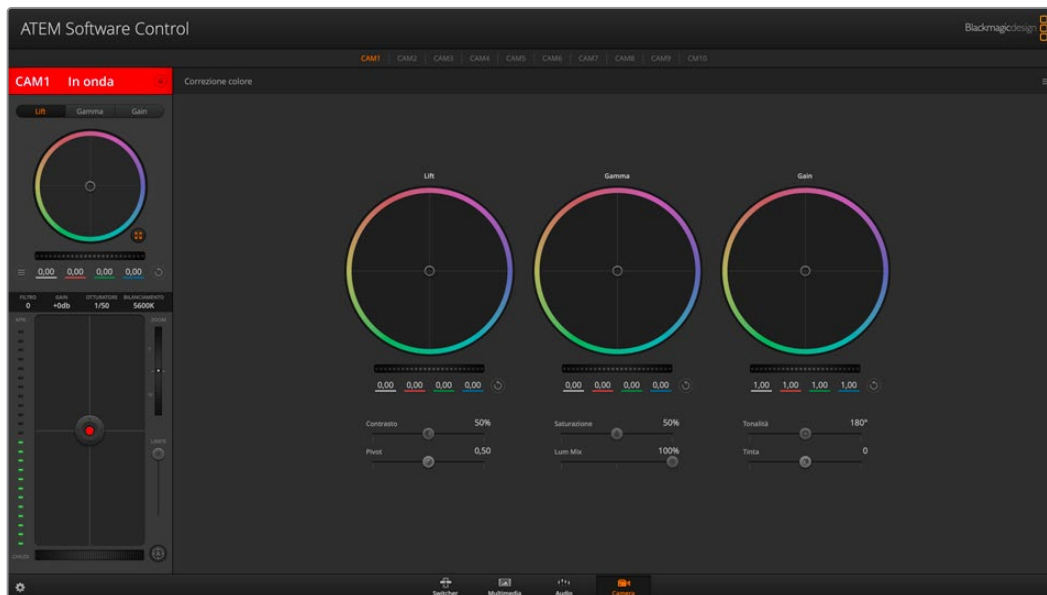 ATEM Software Control
Blackmagicdesign
CAM1 CAM2 CAM3 CAM4 CAM5 CAM6 CAM7 CAM8 CAM9 CM10
CAM1 In onda
Correzione colore
Lift Gamma Gain
0,00 0,00 0,00 0,00
FILTRO GAIN OTTURATORE BILANCIAMENTO
0 +0db 1/50 5600K
APRI ZOOM
T
W
LIMITE
CHIUDI
Lift Gamma Gain
0,00 0,00 0,00 0,00 0,00 0,00 0,00 0,00 1,00 1,00 1,00 1,00
Contrasto 50% Saturazione 50% Tonalità 180°
Pivot 0,50 Lum Mix 100% Tinta 0
Switcher Multimedia Audio Camera